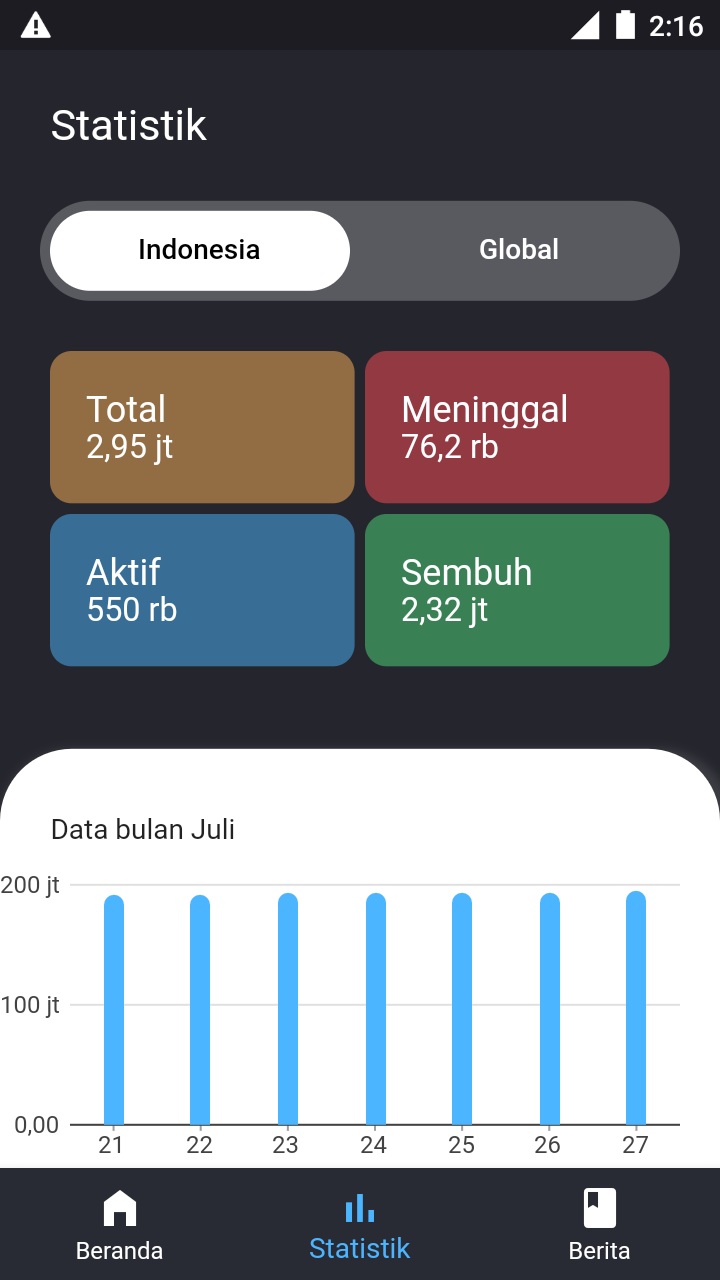 2:16
Statistik
Indonesia
Global
Total
2,95 jt
Meninggal
76,2 rb
Aktif
550 rb
Sembuh
2,32 jt
Data bulan Juli
200 jt
100 jt
0,00
21 22 23 24 25 26 27
Beranda
Statistik
Berita